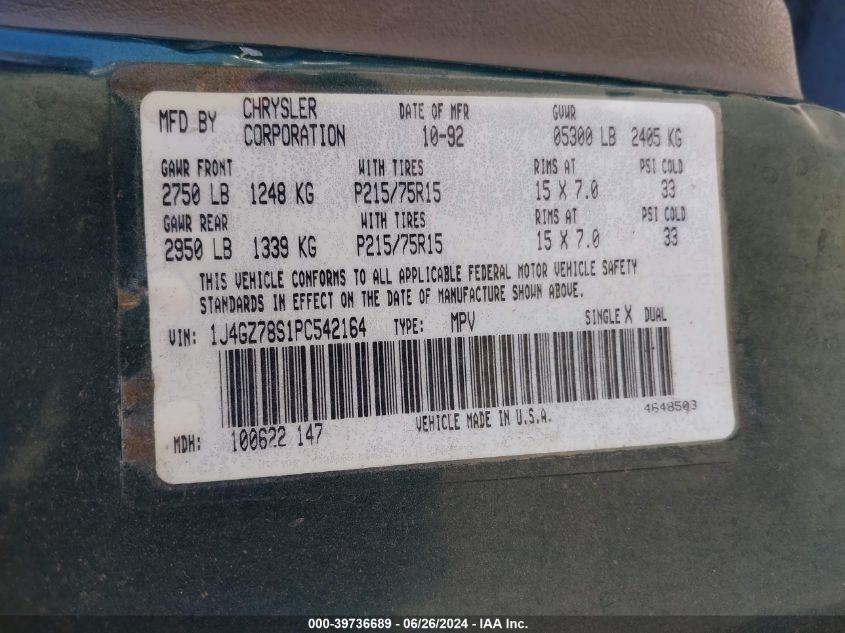 MFD BY CHRYSLER CORPORATION DATE OF MFR 10-92 GVWR 05300 LB 2405 KG
GAWR FRONT WITH TIRES RIMS AT PSI COLD
2750 LB 1248 KG P215/75R15 15 X 7.0 33
GAWR REAR WITH TIRES RIMS AT PSI COLD
2950 LB 1339 KG P215/75R15 15 X 7.0 33
THIS VEHICLE CONFORMS TO ALL APPLICABLE FEDERAL MOTOR VEHICLE SAFETY
STANDARDS IN EFFECT ON THE DATE OF MANUFACTURE SHOWN ABOVE.
VIN: 1J4GZ78S1PC542164 TYPE: MPV SINGLE X DUAL
MDH: 100622 147 VEHICLE MADE IN U.S.A. 4648503
000-39736689 - 06/26/2024 - IAA Inc.